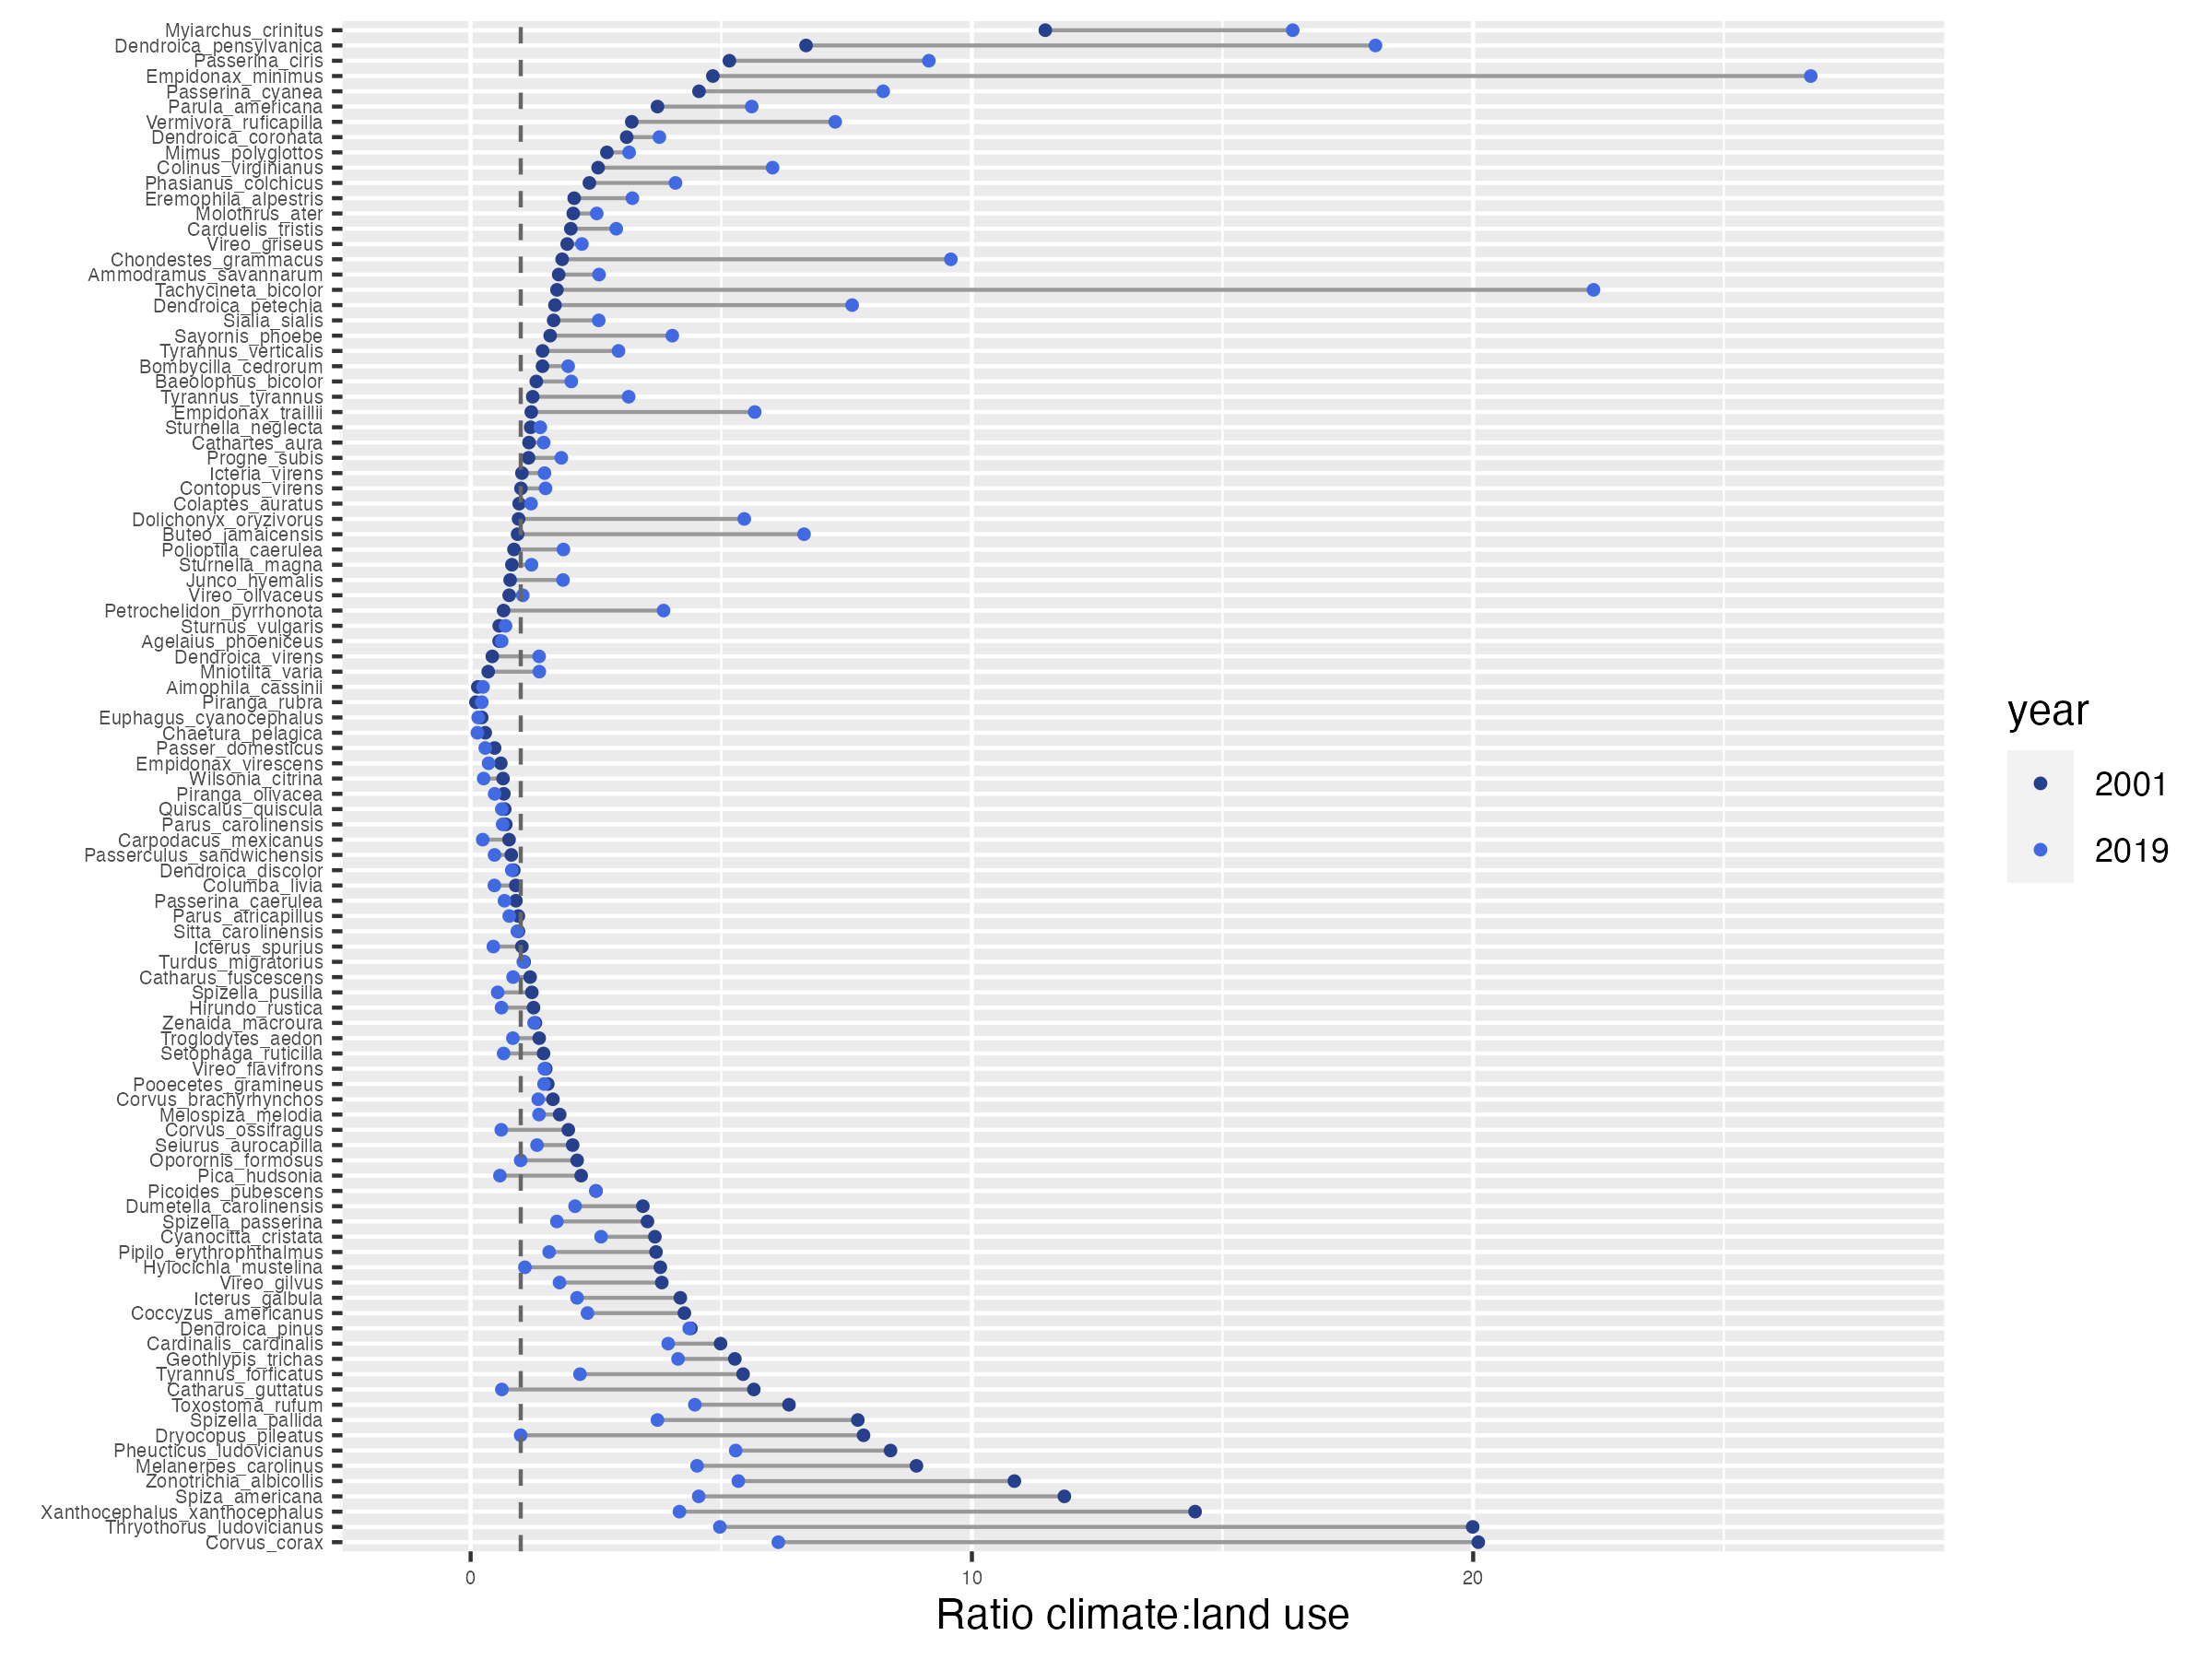 Myiarchus_crinitus
Dendroica_pensylvanica
Passerina_ciris
Empidonax_minimus
Passerina_cyanea
Parula_americana
Vermivora_ruficapilla
Dendroica_coronata
Mimus_polyglottos
Colinus_virginianus
Phasianus_colchicus
Eremophila_alpestris
Molothrus_ater
Carduelis_tristis
Vireo_griseus
Chondestes_grammacus
Ammodramus_savannarum
Tachycineta_bicolor
Dendroica_petechia
Sialia_sialis
Sayornis_phoebe
Tyrannus_verticalis
Bombycilla_cedrorum
Baeolophus_bicolor
Tyrannus_tyrannus
Empidonax_traillii
Sturnella_neglecta
Cathartes_aura
Progne_subis
Icteria_virens
Contopus_virens
Colaptes_auratus
Dolichonyx_oryzivorus
Buteo_jamaicensis
Polioptila_caerulea
Sturnella_magna
Junco_hyemalis
Vireo_olivaceus
Petrochelidon_pyrrhonota
Sturnus_vulgaris
Agelaius_phoeniceus
Dendroica_virens
Mniotilta_varia
Aimophila_cassinii
Piranga_rubra
Euphagus_cyanocephalus
Chaetura_pelagica
Passer_domesticus
Empidonax_virescens
Wilsonia_citrina
Piranga_olivacea
Quiscalus_quiscula
Parus_carolinensis
Carpodacus_mexicanus
Passerculus_sandwichensis
Dendroica_discolor
Columba_livia
Passerina_caerulea
Parus_atricapillus
Sitta_carolinensis
Icterus_spurius
Turdus_migratorius
Catharus_fuscescens
Spizella_pusilla
Hirundo_rustica
Zenaida_macroura
Troglodytes_aedon
Setophaga_ruticilla
Vireo_flavifrons
Pooecetes_gramineus
Corvus_brachyrhynchos
Melospiza_melodia
Corvus_ossifragus
Seiurus_aurocapilla
Oporornis_formosus
Pica_hudsonia
Picoides_pubescens
Dumetella_carolinensis
Spizella_passerina
Cyanocitta_cristata
Pipilo_erythrophthalmus
Hylocichla_mustelina
Vireo_gilvus
Icterus_galbula
Coccyzus_americanus
Dendroica_pinus
Cardinalis_cardinalis
Geothlypis_trichas
Tyrannus_forficatus
Catharus_guttatus
Toxostoma_rufum
Spizella_pallida
Dryocopus_pileatus
Pheucticus_ludovicianus
Melanerpes_carolinus
Zonotrichia_albicollis
Spiza_americana
Xanthocephalus_xanthocephalus
Thryothorus_ludovicianus
Corvus_corax
0 10 20
Ratio climate:land use
year
2001
2019